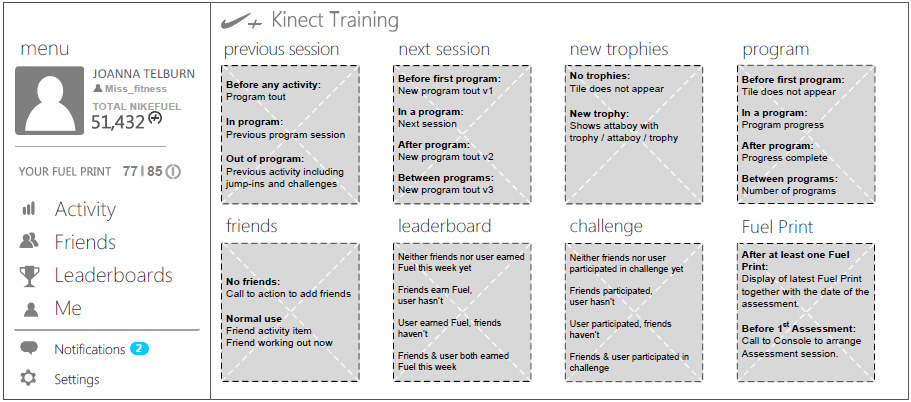 menu
JOANNA TELBURN
Miss_fitness
TOTAL NIKEFUEL
51,432
YOUR FUEL PRINT 77 | 85
Activity
Friends
Leaderboards
Me
Notifications 2
Settings
Kinect Training
previous session
Before any activity:
Program tout
In program:
Previous program session
Out of program:
Previous activity including
jump-ins and challenges
next session
Before first program:
New program tout v1
In a program:
Next session
After program:
New program tout v2
Between programs:
New program tout v3
new trophies
No trophies:
Tile does not appear
New trophy:
Shows attaboy with
trophy / attaboy / trophy
program
Before first program:
Tile does not appear
In a program:
Program progress
After program:
Progress complete
Between programs:
Number of programs
friends
No friends:
Call to action to add friends
Normal use
Friend activity item
Friend working out now
leaderboard
Neither friends nor user earned
Fuel this week yet
Friends earn Fuel,
user hasn't
User earned Fuel, friends
haven't
Friends & user both earned
Fuel this week
challenge
Neither friends nor user
participated in challenge yet
Friends participated,
user hasn't
User participated, friends
haven't
Friends & user participated in
challenge
Fuel Print
After at least one Fuel
Print:
Display of latest Fuel Print
together with the date of the
assessment.
Before 1st Assessment:
Call to Console to arrange
Assessment session.